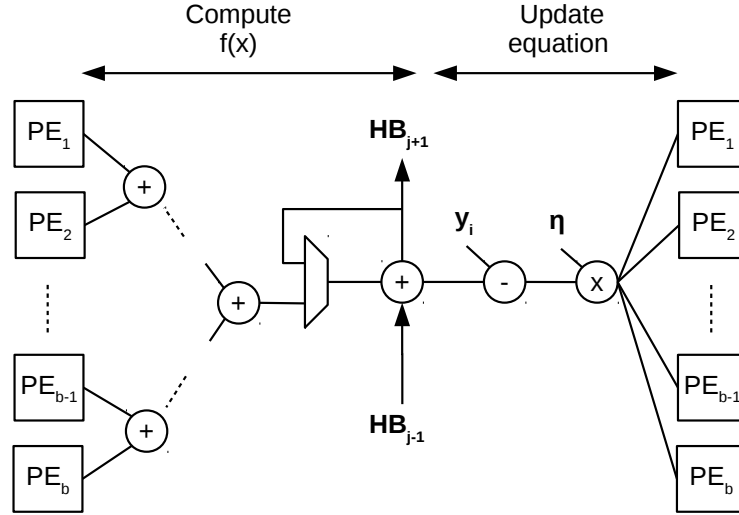 Compute
f(x)
Update
equation
PE1
PE2
PEb-1
PEb
+
+
+
HBj+1
+
HBj-1
yi
-
η
x
PE1
PE2
PEb-1
PEb